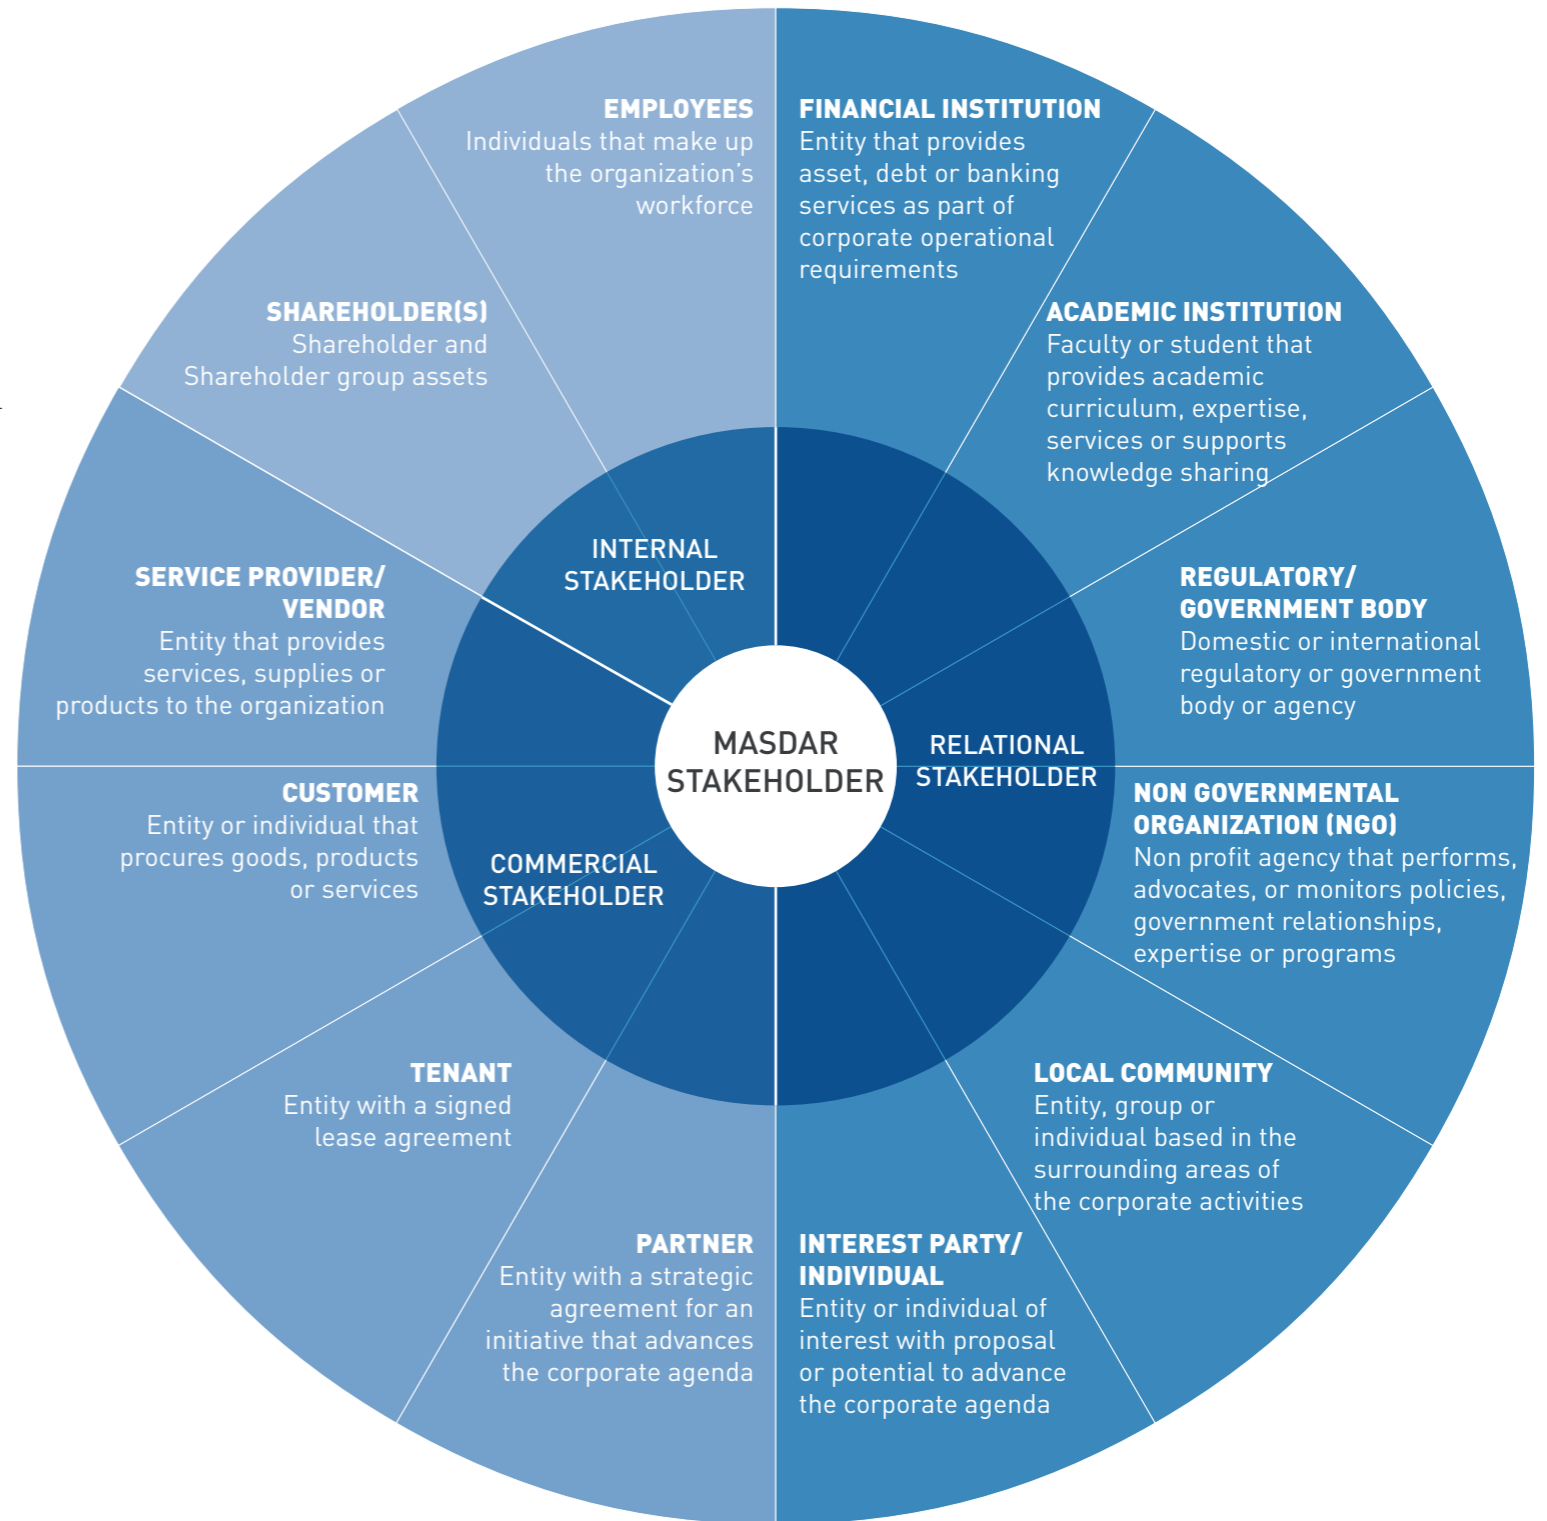 EMPLOYEES
Individuals that make up
the organization's
workforce
FINANCIAL INSTITUTION
Entity that provides
asset, debt or banking
services as part of
corporate operational
requirements
SHAREHOLDER(S)
Shareholder and
Shareholder group assets
ACADEMIC INSTITUTION
Faculty or student that
provides academic
curriculum, expertise,
services or supports
knowledge sharing
INTERNAL
STAKEHOLDER
SERVICE PROVIDER/
VENDOR
Entity that provides
services, supplies or
products to the organization
REGULATORY/
GOVERNMENT BODY
Domestic or international
regulatory or government
body or agency
MASDAR
STAKEHOLDER
RELATIONAL
STAKEHOLDER
CUSTOMER
Entity or individual that
procures goods, products
or services
COMMERCIAL
STAKEHOLDER
NON GOVERNMENTAL
ORGANIZATION (NGO)
Non profit agency that performs,
advocates, or monitors policies,
government relationships,
expertise or programs
TENANT
Entity with a signed
lease agreement
LOCAL COMMUNITY
Entity, group or
individual based in the
surrounding areas of
the corporate activities
PARTNER
Entity with a strategic
agreement for an
initiative that advances
the corporate agenda
INTEREST PARTY/
INDIVIDUAL
Entity or individual of
interest with proposal
or potential to advance
the corporate agenda